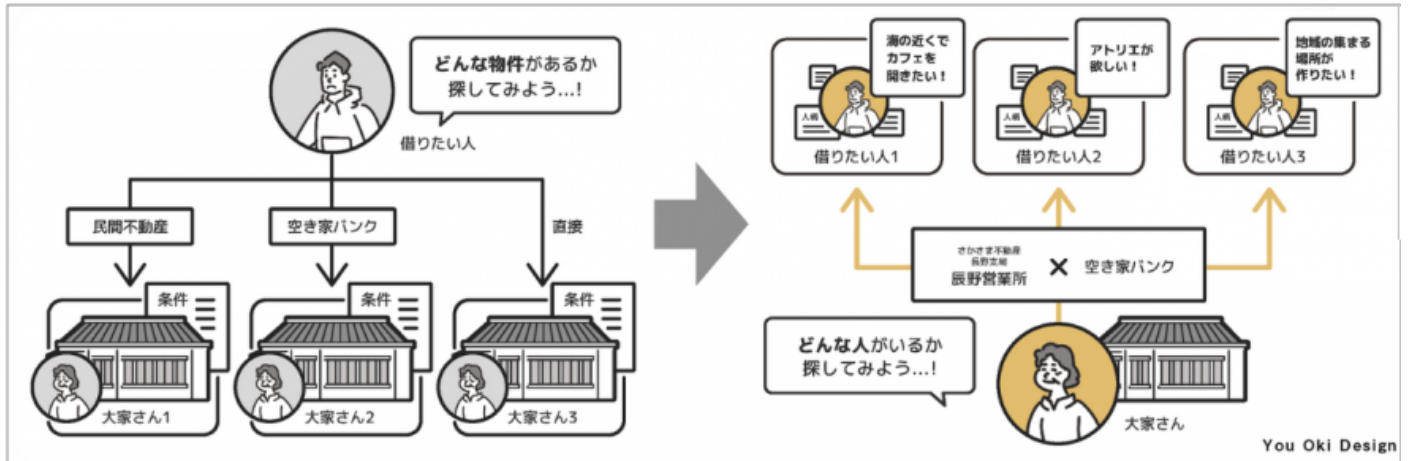 どんな物件があるか
探してみよう...!
借りたい人
民間不動産
空き家バンク
直接
条件
条件
条件
大家さん1
大家さん2
大家さん3
海の近くで
カフェを
開きたい！
アトリエが
欲しい！
地域の集まる
場所が
作りたい！
人柄
人柄
人柄
借りたい人1
借りたい人2
借りたい人3
さかさま不動産
長野支局
辰野営業所
×
空き家バンク
どんな人がいるか
探してみよう...!
大家さん
You Oki Design